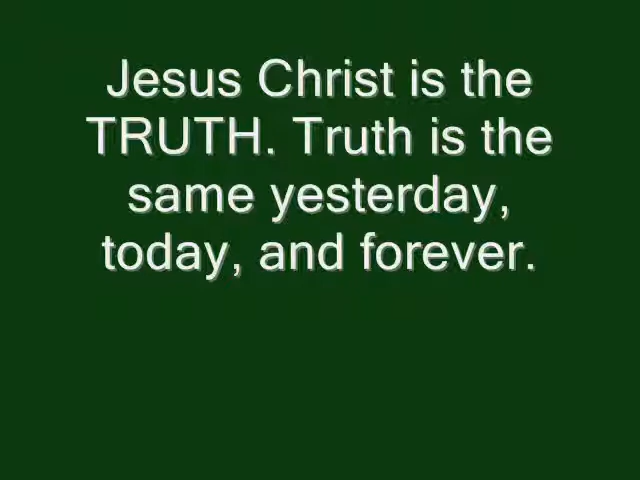 Jesus Christ is the
TRUTH. Truth is the
same yesterday,
today, and forever.